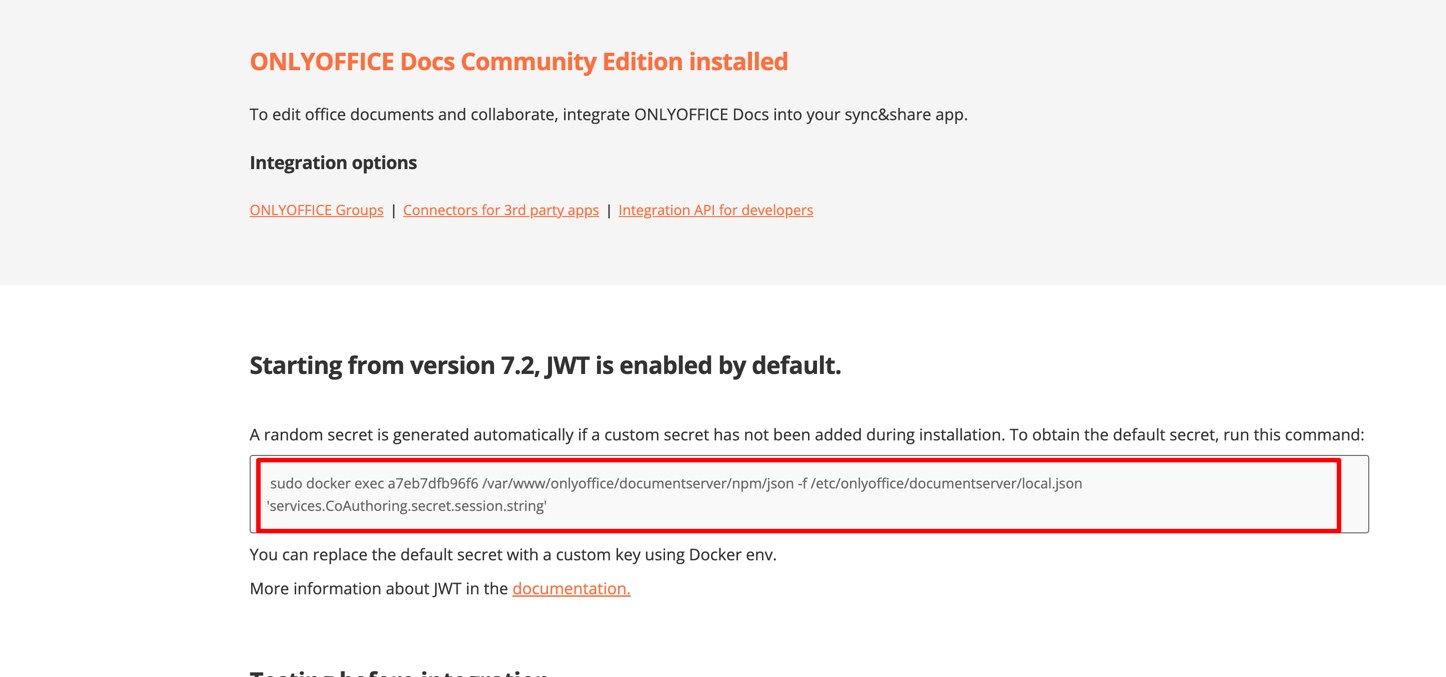 ONLYOFFICE Docs Community Edition installed
To edit office documents and collaborate, integrate ONLYOFFICE Docs into your sync&share app.
Integration options
ONLYOFFICE Groups | Connectors for 3rd party apps | Integration API for developers
Starting from version 7.2, JWT is enabled by default.
A random secret is generated automatically if a custom secret has not been added during installation. To obtain the default secret, run this command:
sudo docker exec a7eb7dfb96f6 /var/www/onlyoffice/documentserver/npm/json -f /etc/onlyoffice/documentserver/local.json
'services.CoAuthoring.secret.session.string'
You can replace the default secret with a custom key using Docker env.
More information about JWT in the documentation.
Testing before integration